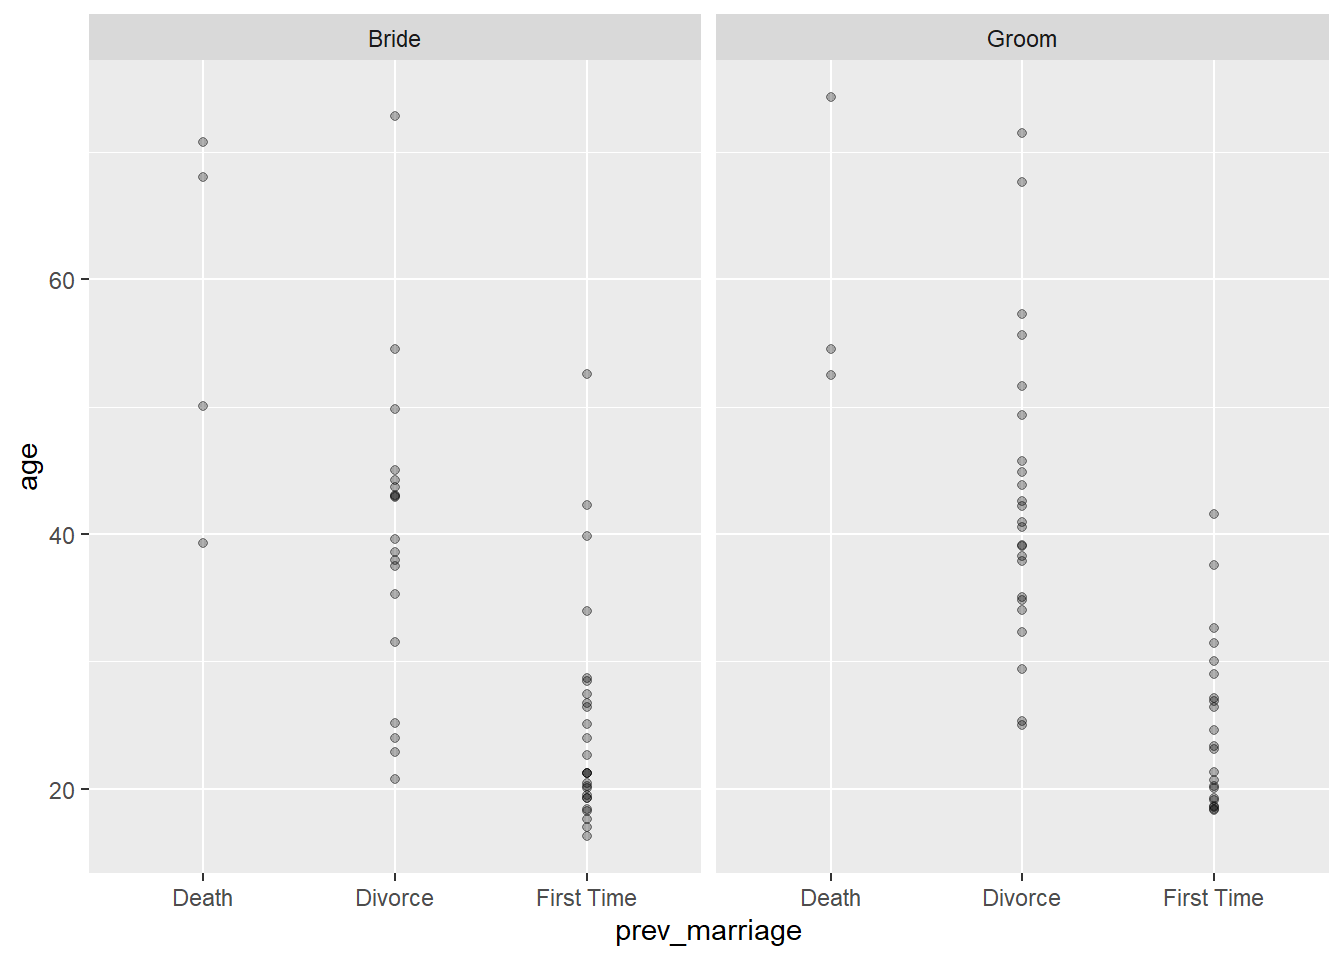 Bride
Groom
age
60
40
20
Death
Divorce
First Time
Death
Divorce
First Time
prev_marriage